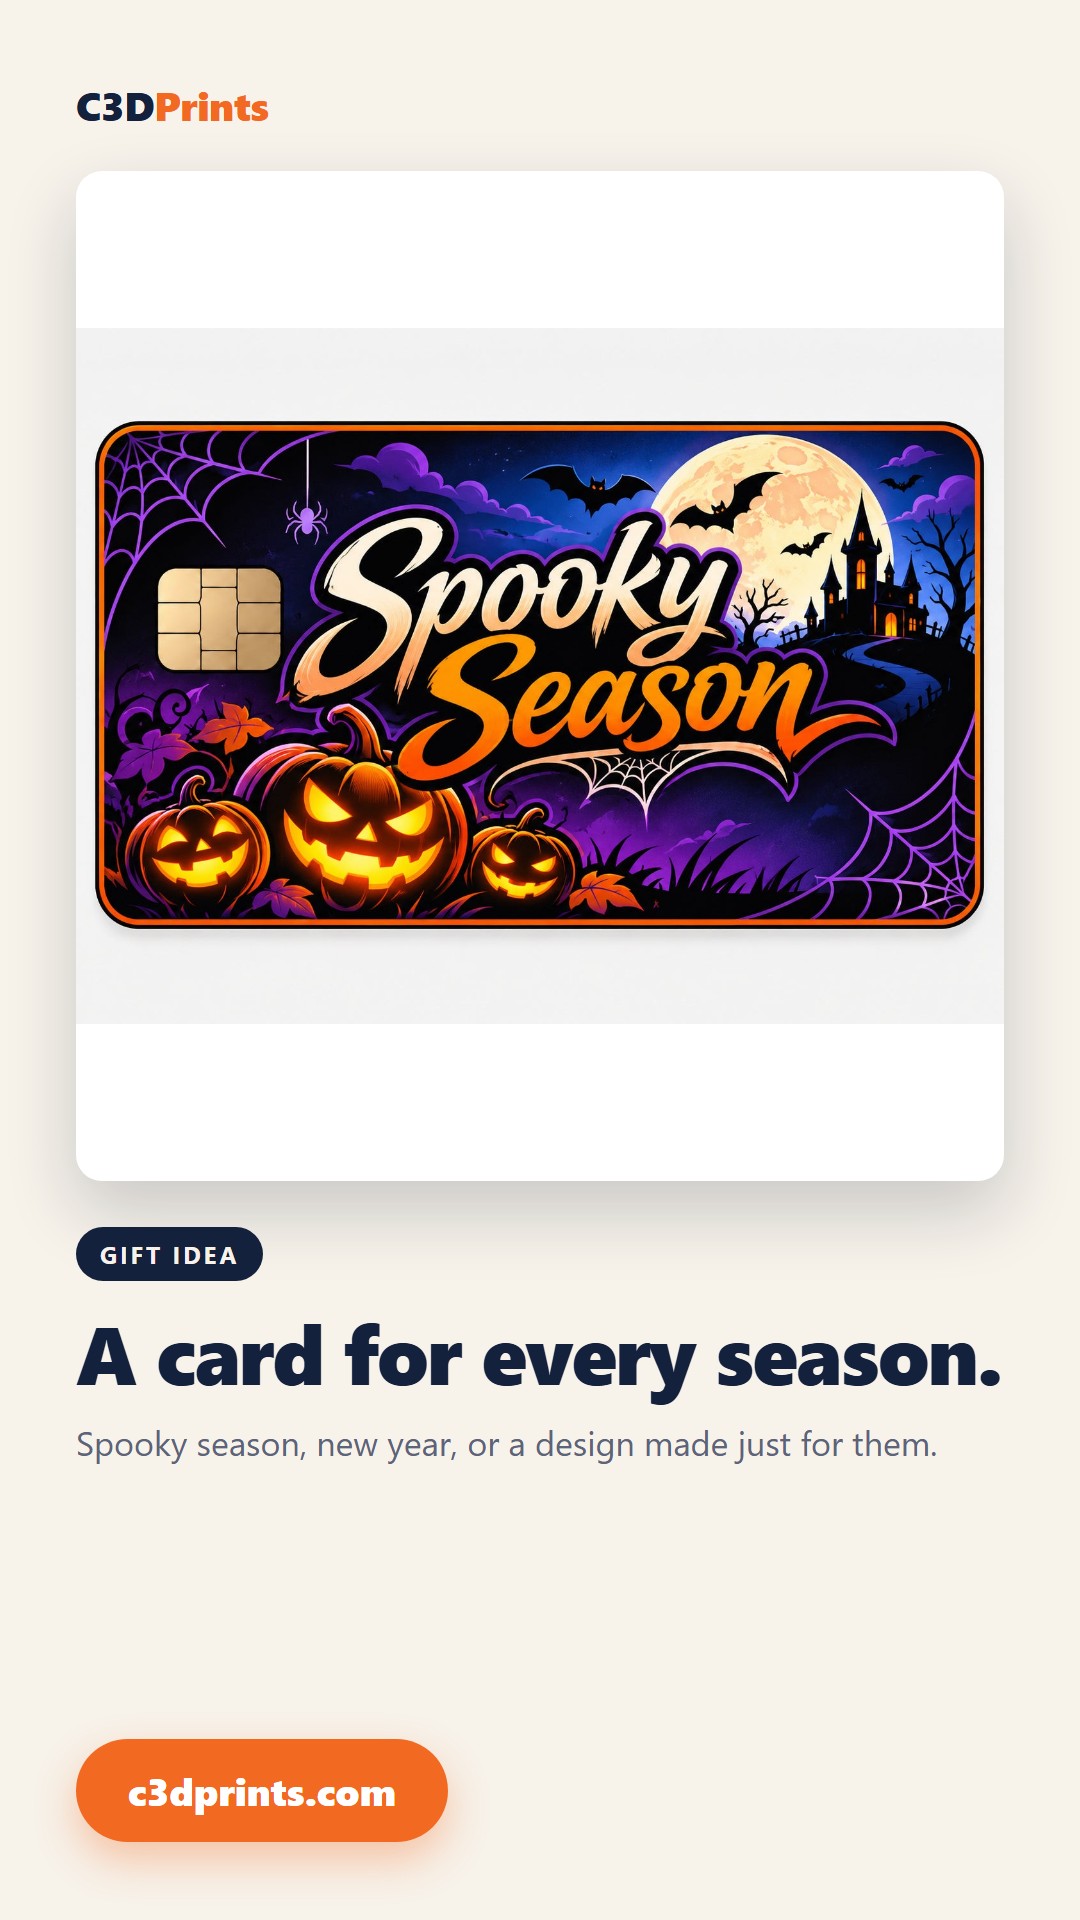 C3DPrints
Spooky
Season
GIFT IDEA
A card for every season.
Spooky season, new year, or a design made just for them.
c3dprints.com